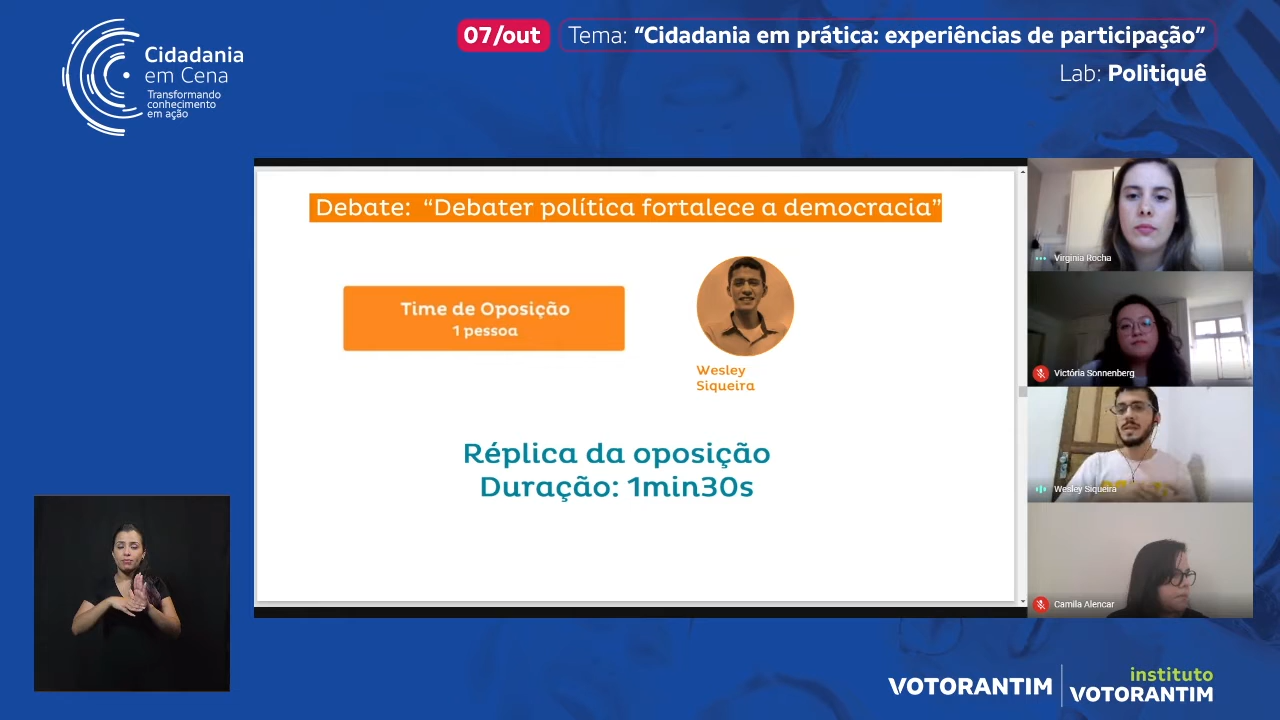 Cidadania
em Cena
Transformando
conhecimento
em ação
07/out
Tema: “Cidadania em prática: experiências de participação”
Lab: Politiquê
Debate: “Debater política fortalece a democracia”
Time de Oposição
1 pessoa
Wesley
Siqueira
Réplica da oposição
Duração: 1min30s
Virginia Rocha
Victória Sonnenberg
Wesley Siqueira
Camila Alencar
VOTORANTIM
instituto
VOTORANTIM